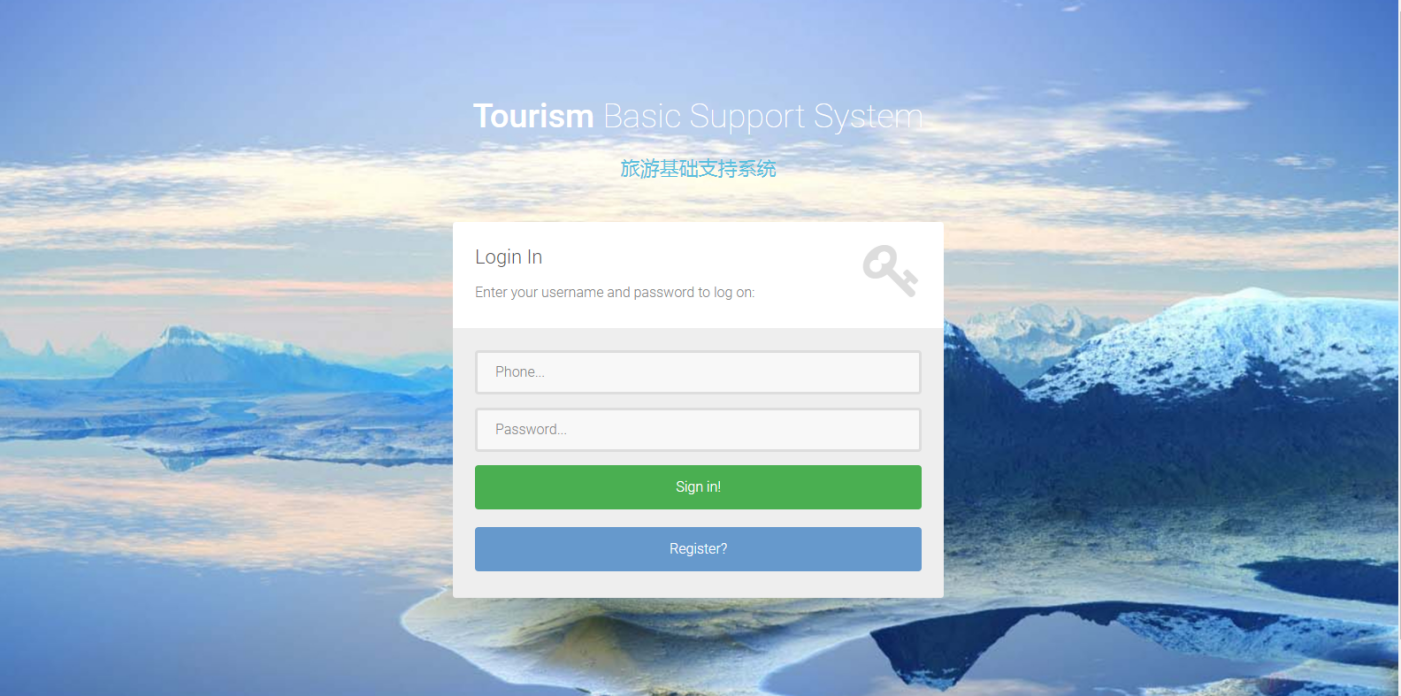 Tourism Basic Support System
旅游基础支持系统
Login In
Enter your username and password to log on:
Phone...
Password...
Sign in!
Register?